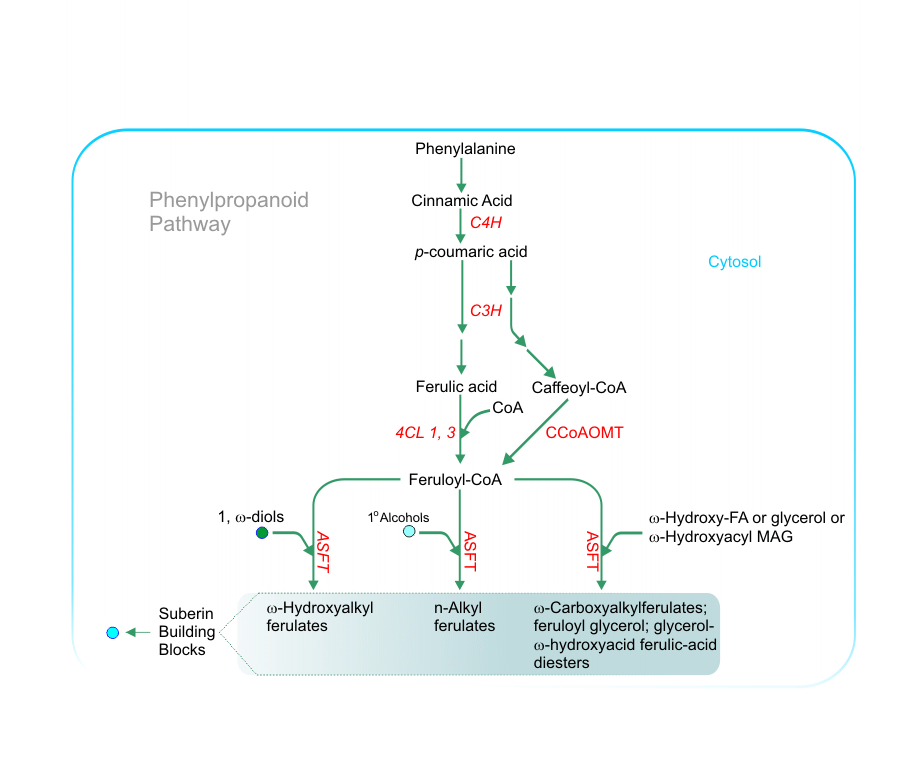 Phenylalanine
Phenylpropanoid
Pathway
Cinnamic Acid
C4H
p-coumaric acid
Cytosol
C3H
Ferulic acid
Caffeoyl-CoA
CoA
4CL 1, 3
CCoAOMT
Feruloyl-CoA
1, ω-diols
1° Alcohols
ω-Hydroxy-FA or glycerol or
ω-Hydroxyacyl MAG
ASFT
ASFT
ASFT
Suberin
Building
Blocks
ω-Hydroxyalkyl
ferulates
n-Alkyl
ferulates
ω-Carboxyalkylferulates;
feruloyl glycerol; glycerol-
ω-hydroxyacid ferulic-acid
diesters